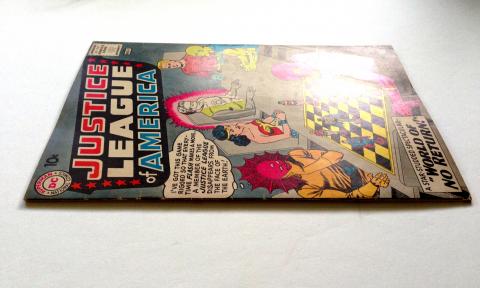 JUSTICE
LEAGUE
of AMERICA
10¢
DC
I'VE GOT THIS GAME
RIGGED SO THAT EVERY-
TIME FLASH MAKES A MOVE,
A MEMBER OF THE
JUSTICE LEAGUE
DISAPPEARS FROM
THE FACE OF
THE EARTH!
"WORLD OF
NO RETURN!"